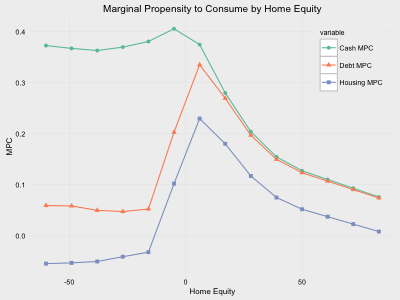 Marginal Propensity to Consume by Home Equity
variable
Cash MPC
Debt MPC
Housing MPC
MPC
0.4
0.3
0.2
0.1
0.0
-50
0
50
Home Equity